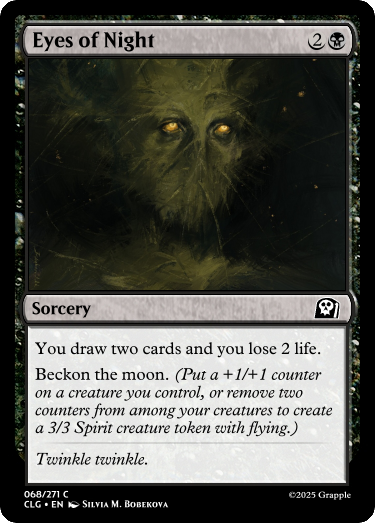 Eyes of Night
2
Sorcery
You draw two cards and you lose 2 life.
Beckon the moon. (Put a +1/+1 counter
on a creature you control, or remove two
counters from among your creatures to create
a 3/3 Spirit creature token with flying.)
Twinkle twinkle.
068/271 C
CLG • EN Silvia M. Bobekova
©2025 Grapple